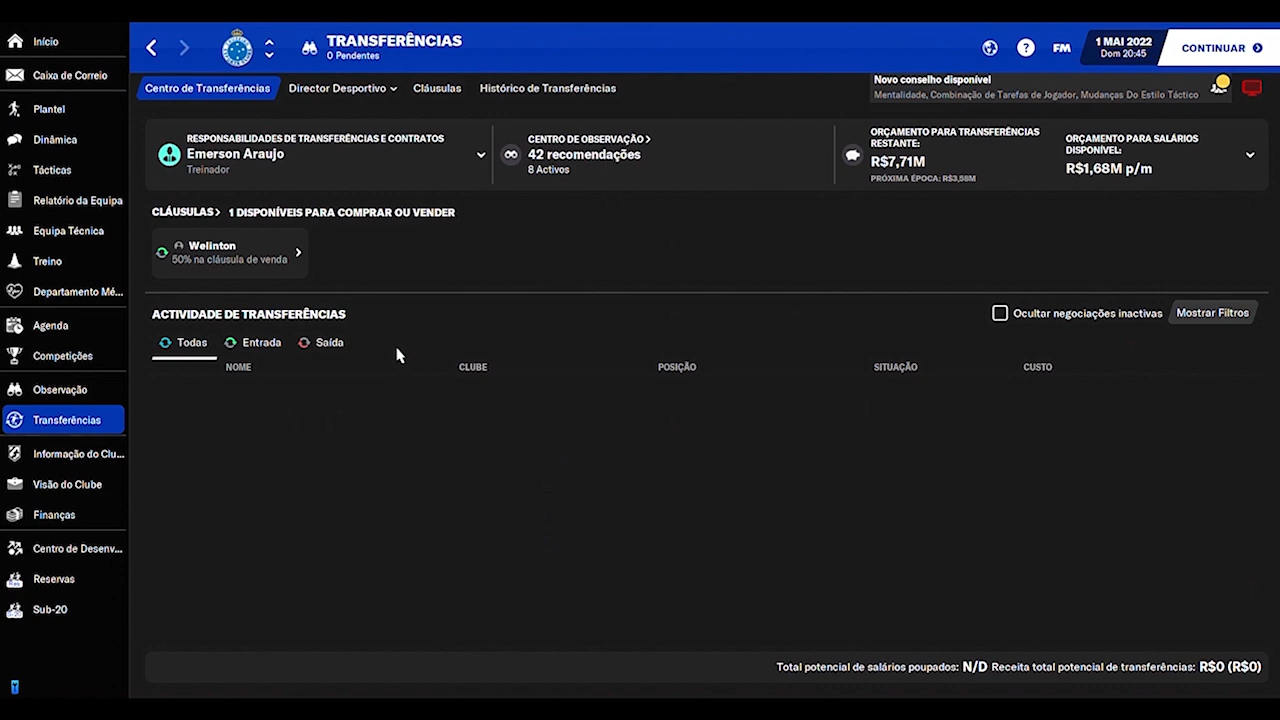 Início
Caixa de Correio
Plantel
Dinâmica
Tácticas
Relatório da Equipa
Equipa Técnica
Treino
Departamento Mé...
Agenda
Competições
Observação
Transferências
Informação do Clu...
Visão do Clube
Finanças
Centro de Desenv...
Reservas
Sub-20
TRANSFERÊNCIAS
0 Pendentes
FM
1 MAI 2022
Dom 20:45
CONTINUAR
Centro de Transferências
Director Desportivo
Cláusulas
Histórico de Transferências
Novo conselho disponível
Mentalidade, Combinação de Tarefas de Jogador, Mudanças Do Estilo Táctico
RESPONSABILIDADES DE TRANSFERÊNCIAS E CONTRATOS
Emerson Araujo
Treinador
CENTRO DE OBSERVAÇÃO >
42 recomendações
8 Activos
ORÇAMENTO PARA TRANSFERÊNCIAS
RESTANTE:
R$7,71M
PRÓXIMA ÉPOCA: R$3,58M
ORÇAMENTO PARA SALÁRIOS
DISPONÍVEL:
R$1,68M p/m
CLÁUSULAS > 1 DISPONÍVEIS PARA COMPRAR OU VENDER
Welinton
50% na cláusula de venda
ACTIVIDADE DE TRANSFERÊNCIAS
Ocultar negociações inactivas
Mostrar Filtros
Todas
Entrada
Saída
NOME
CLUBE
POSIÇÃO
SITUAÇÃO
CUSTO
Total potencial de salários poupados: N/D Receita total potencial de transferências: R$0 (R$0)